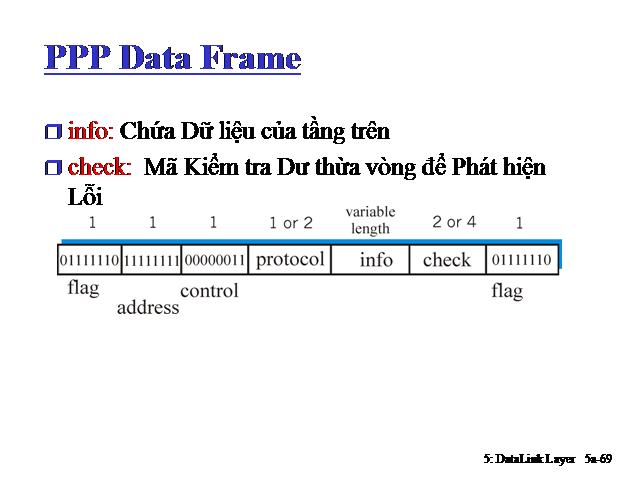 PPP Data Frame
info: Chứa Dữ liệu của tầng trên
check: Mã Kiểm tra Dư thừa vòng để Phát hiện
Lỗi
1 1 1 1 or 2 variable length 2 or 4 1
01111110 11111111 00000011 protocol info check 01111110
flag address control flag
5: DataLink Layer 5a-69